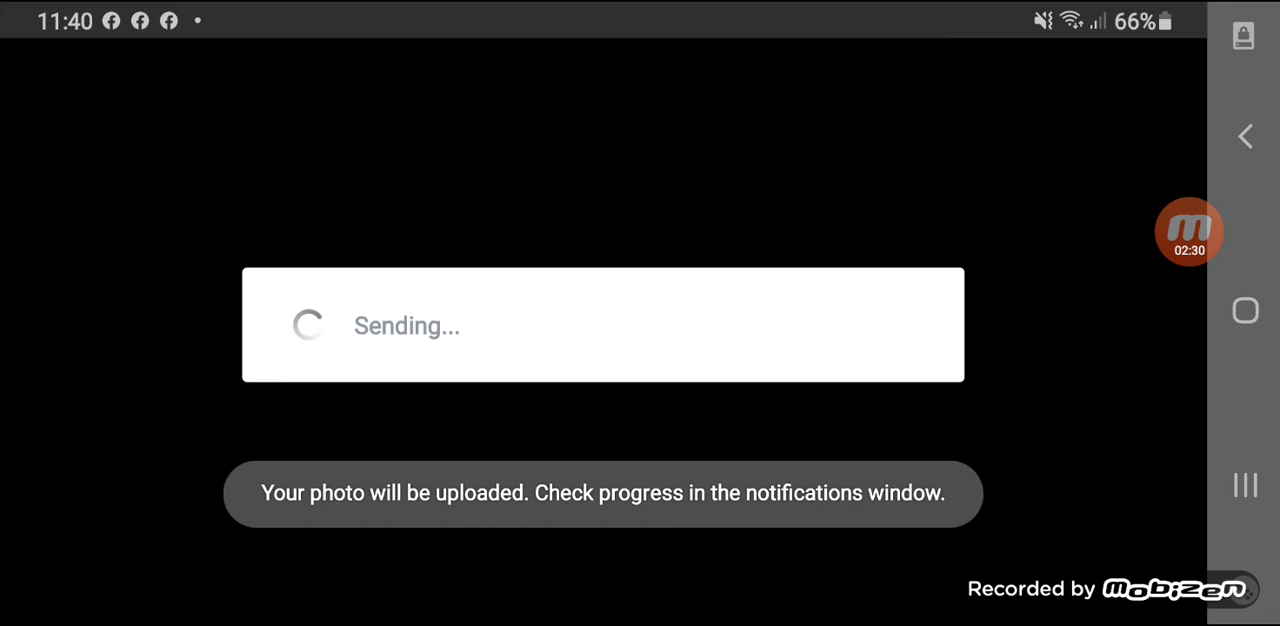 11:40
66%
02:30
Sending...
Your photo will be uploaded. Check progress in the notifications window.
Recorded by mobizen